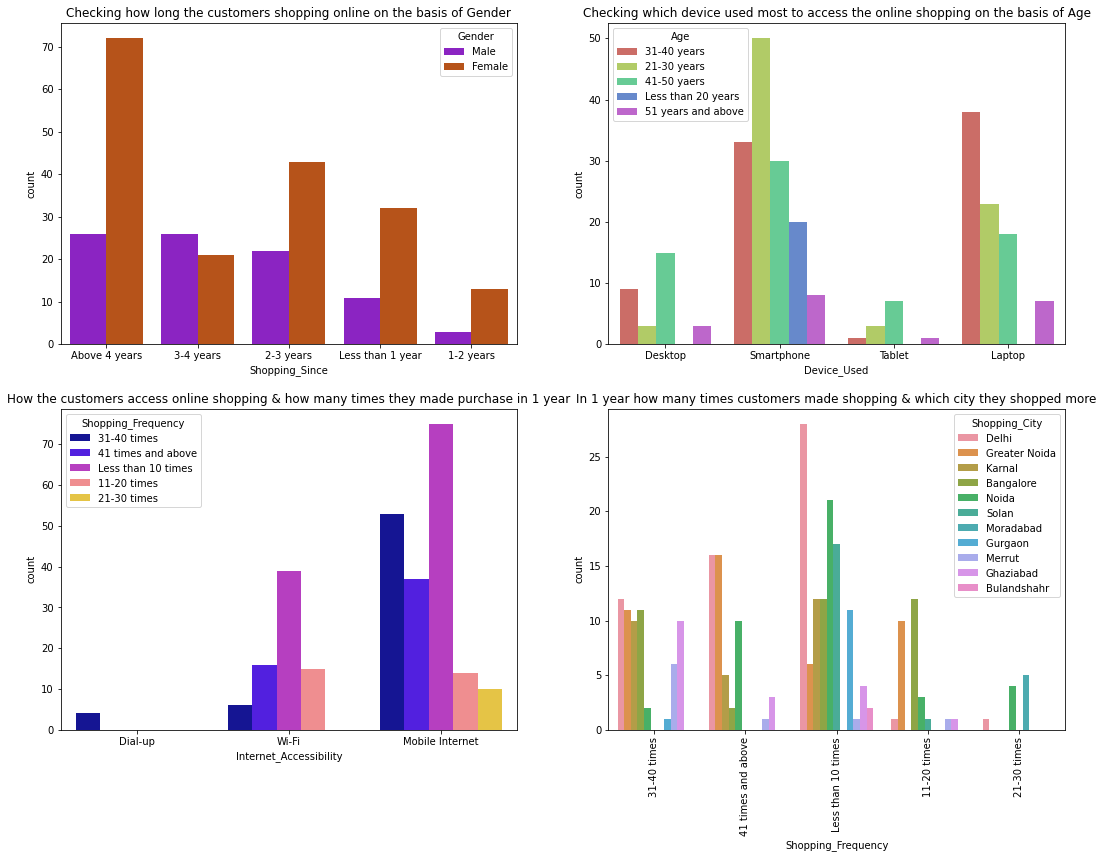 Checking how long the customers shopping online on the basis of Gender
70
60
50
40
30
20
10
0
count
Gender
Male
Female
Above 4 years
3-4 years
2-3 years
Less than 1 year
1-2 years
Shopping_Since
Checking which device used most to access the online shopping on the basis of Age
50
40
30
20
10
0
count
Age
31-40 years
21-30 years
41-50 yaers
Less than 20 years
51 years and above
Desktop
Smartphone
Tablet
Laptop
Device_Used
How the customers access online shopping & how many times they made purchase in 1 year
70
60
50
40
30
20
10
0
count
Shopping_Frequency
31-40 times
41 times and above
Less than 10 times
11-20 times
21-30 times
Dial-up
Wi-Fi
Mobile Internet
Internet_Accessibility
In 1 year how many times customers made shopping & which city they shopped more
25
20
15
10
5
0
count
Shopping_City
Delhi
Greater Noida
Karnal
Bangalore
Noida
Solan
Moradabad
Gurgaon
Merrut
Ghaziabad
Bulandshahr
31-40 times
41 times and above
Less than 10 times
11-20 times
21-30 times
Shopping_Frequency